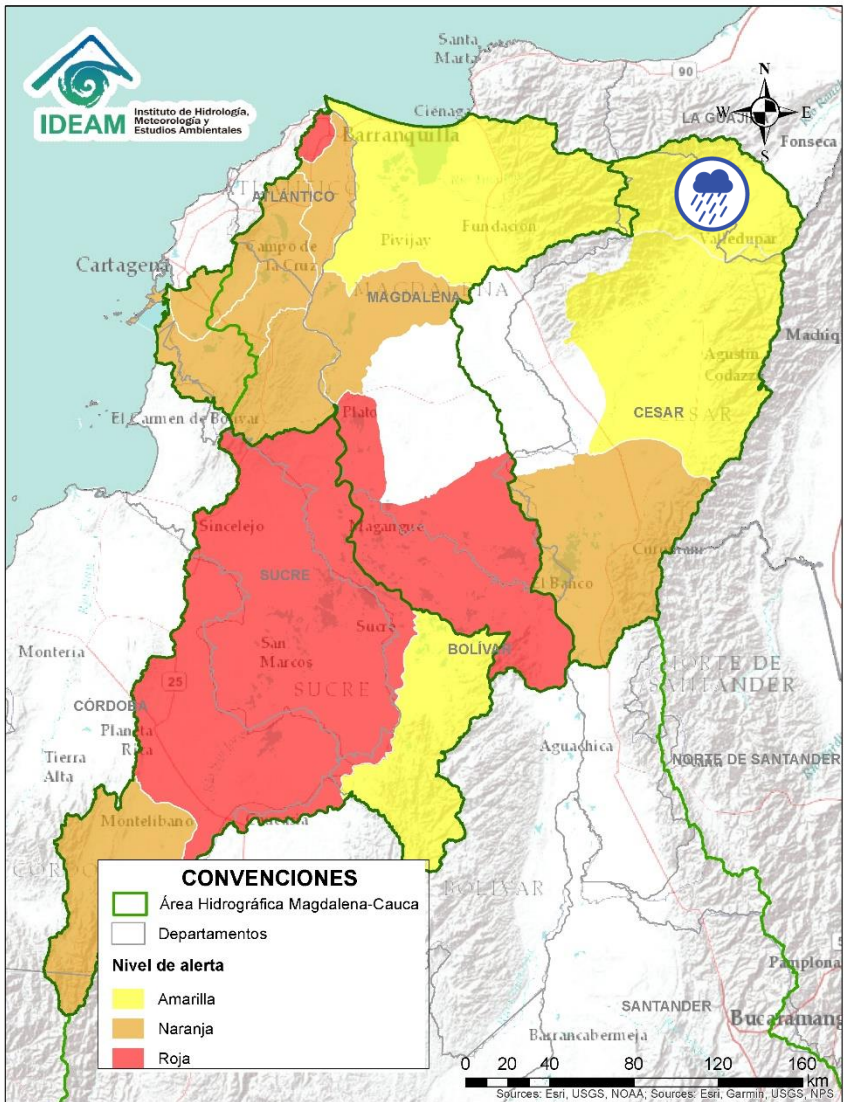 IDEAM
Instituto de Hidrología,
Meteorología y
Estudios Ambientales
Santa
Marta
90
N
W
E
S
Ciénaga
LA GUAJI
Fonseca
Barranquilla
ATLÁNTICO
Campo de
la Cruz
Pivijay
Fundación
Valledupar
Cartagena
MAGDALENA
Machiq
Agustín
Codazzi
CESAR
CESAR
El Carmen de Bolívar
Plato
Sincelejo
Magangué
SUCRE
El Banco
Sucre
BOLÍVAR
Montería
San
Marcos
SUCRE
NORTE DE
SANTANDER
25
CÓRDOBA
Planeta
Rica
Aguachica
NORTE DE SANTANDER
Tierra
Alta
Montelíbano
BOLÍVAR
CONVENCIONES
Área Hidrográfica Magdalena-Cauca
Departamentos
Nivel de alerta
Amarilla
Naranja
Roja
Pamplona
SANTANDER
Bucaramang
Barrancabermeja
0 20 40 80 120 160
km
Sources: Esri, USGS, NOAA; Sources: Esri, Garmin, USGS, NPS